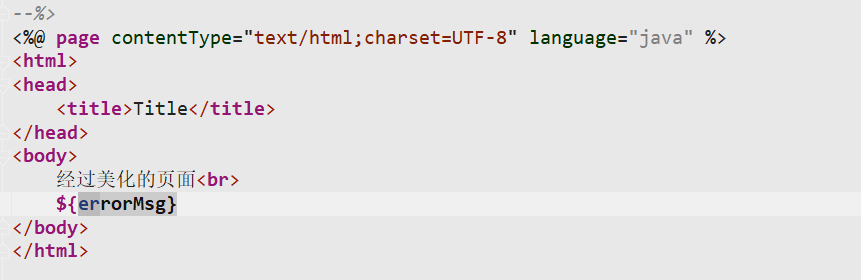 --%>
<%@ page contentType="text/html;charset=UTF-8" language="java" %>
<html>
<head>
    <title>Title</title>
</head>
<body>
    经过美化的页面<br>
    ${errorMsg}
</body>
</html>